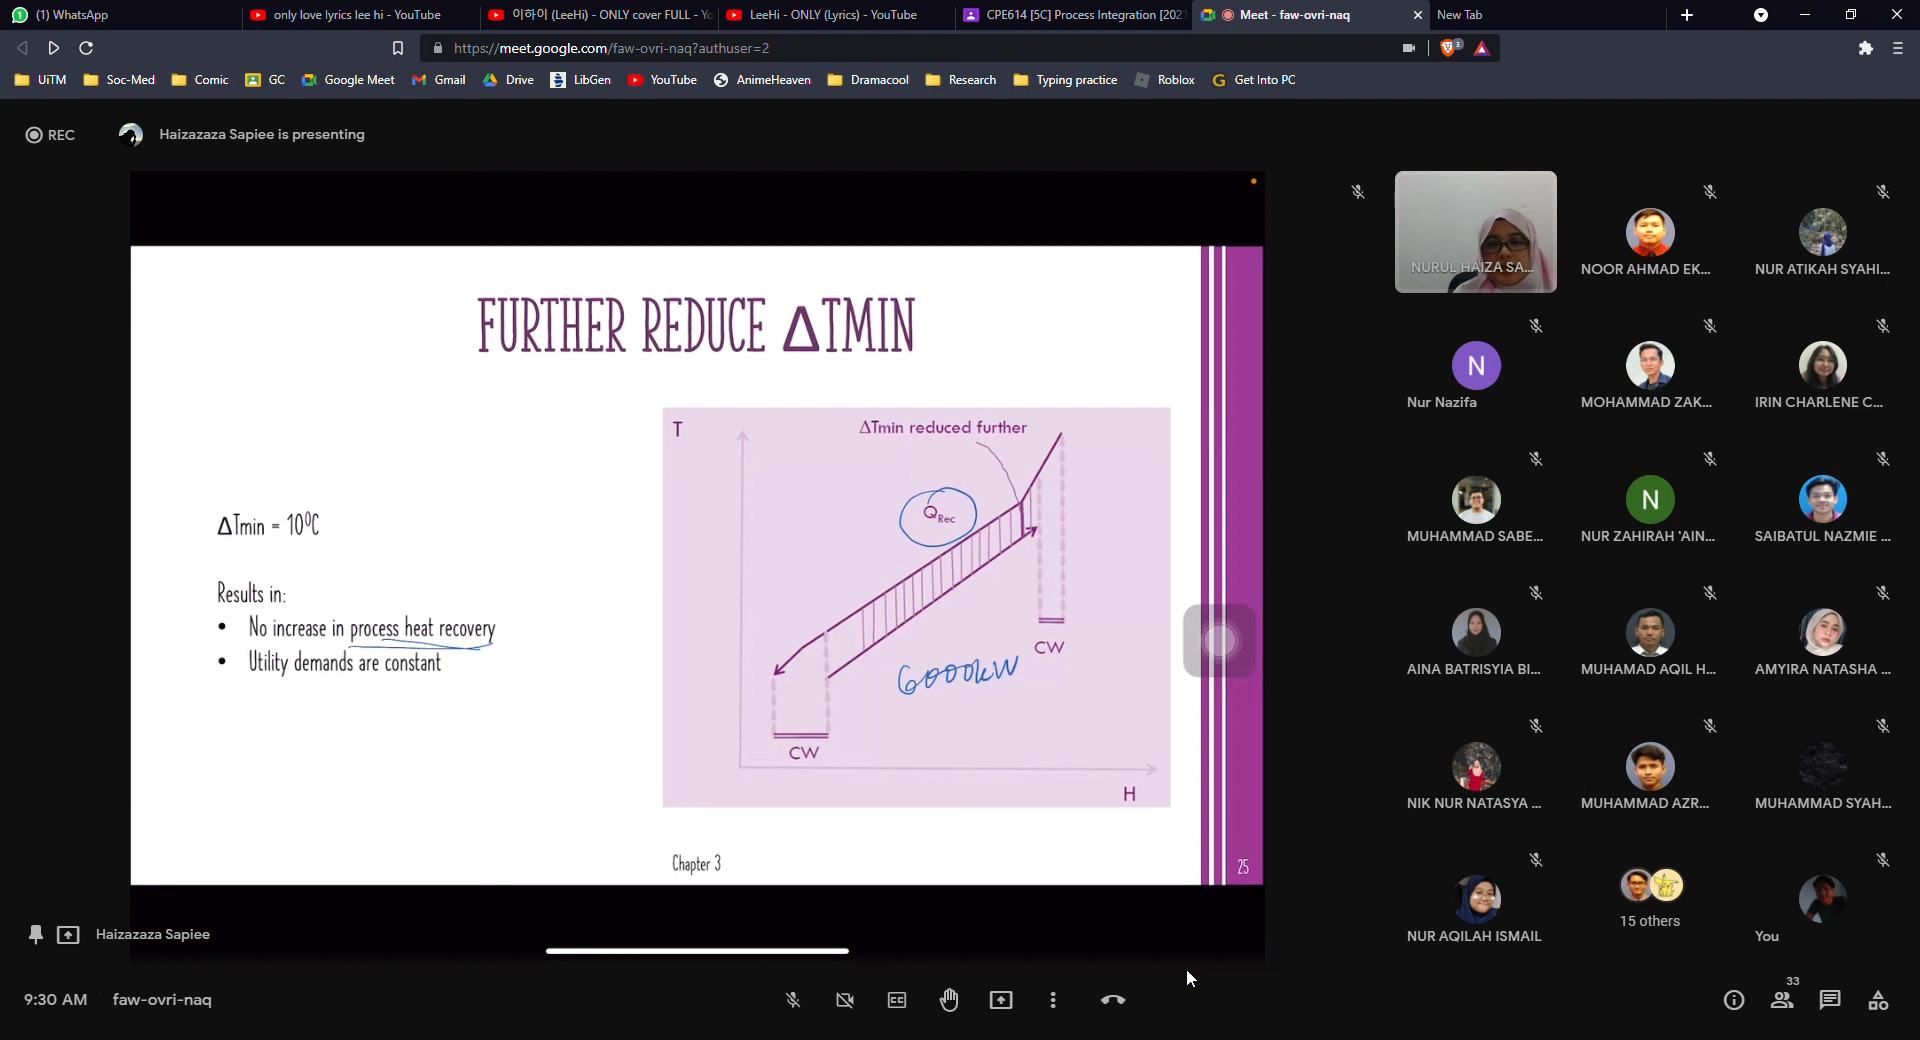 (1) WhatsApp
only love lyrics lee hi - YouTube
이하이 (LeeHi) - ONLY cover FULL - Yo
LeeHi - ONLY (Lyrics) - YouTube
CPE614 [5C] Process Integration [2021
Meet - faw-ovri-naq
New Tab
https://meet.google.com/faw-ovri-naq?authuser=2
3
UiTM
Soc-Med
Comic
GC
Google Meet
Gmail
Drive
LibGen
YouTube
AnimeHeaven
Dramacool
Research
Typing practice
Roblox
Get Into PC
REC
Haizazaza Sapiee is presenting
FURTHER REDUCE ΔTMIN
ΔTmin = 10⁰C
Results in:
• No increase in process heat recovery
• Utility demands are constant
T
ΔTmin reduced further
QRec
CW
6000kW
CW
H
Chapter 3
25
NURUL HAIZA SA...
NOOR AHMAD EK...
NUR ATIKAH SYAHI...
N
Nur Nazifa
MOHAMMAD ZAK...
IRIN CHARLENE C...
MUHAMMAD SABE...
N
NUR ZAHIRAH 'AIN...
SAIBATUL NAZMIE ...
AINA BATRISYIA BI...
MUHAMAD AQIL H...
AMYIRA NATASHA ...
NIK NUR NATASYA ...
MUHAMMAD AZR...
MUHAMMAD SYAH...
NUR AQILAH ISMAIL
15 others
You
Haizazaza Sapiee
9:30 AM
faw-ovri-naq
33